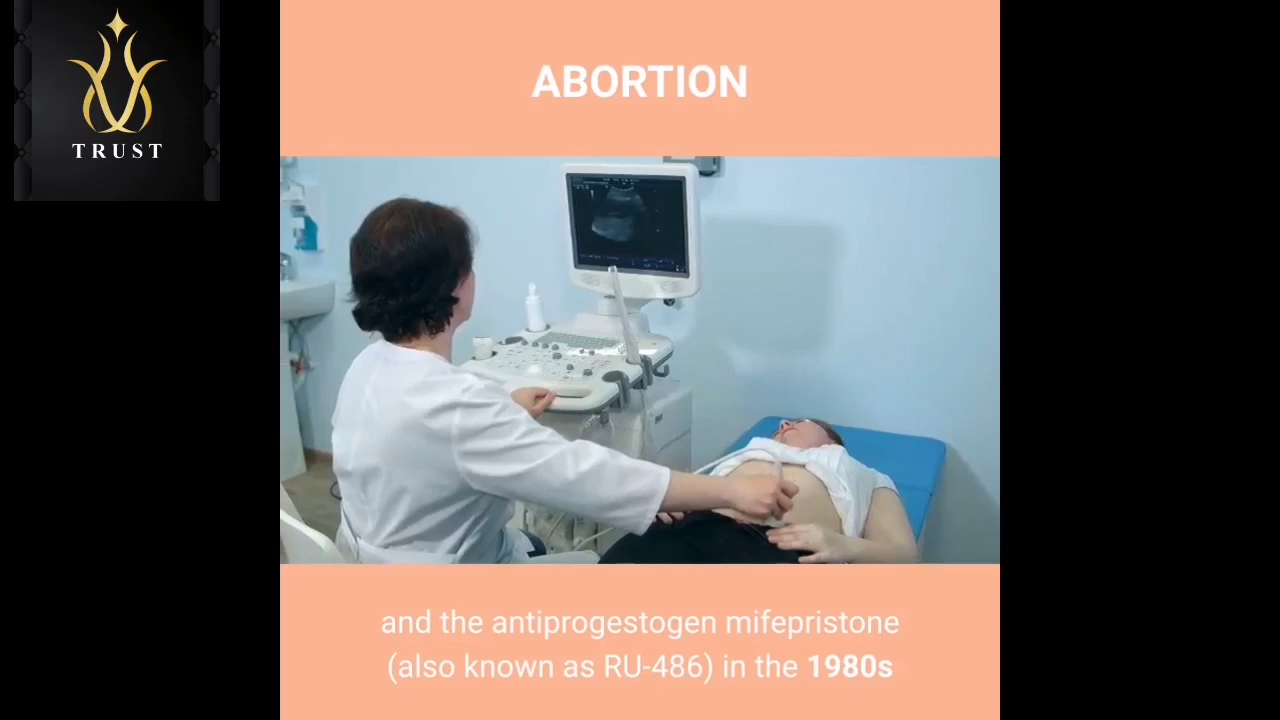 TRUST
ABORTION
and the antiprogestogen mifepristone
(also known as RU-486) in the 1980s